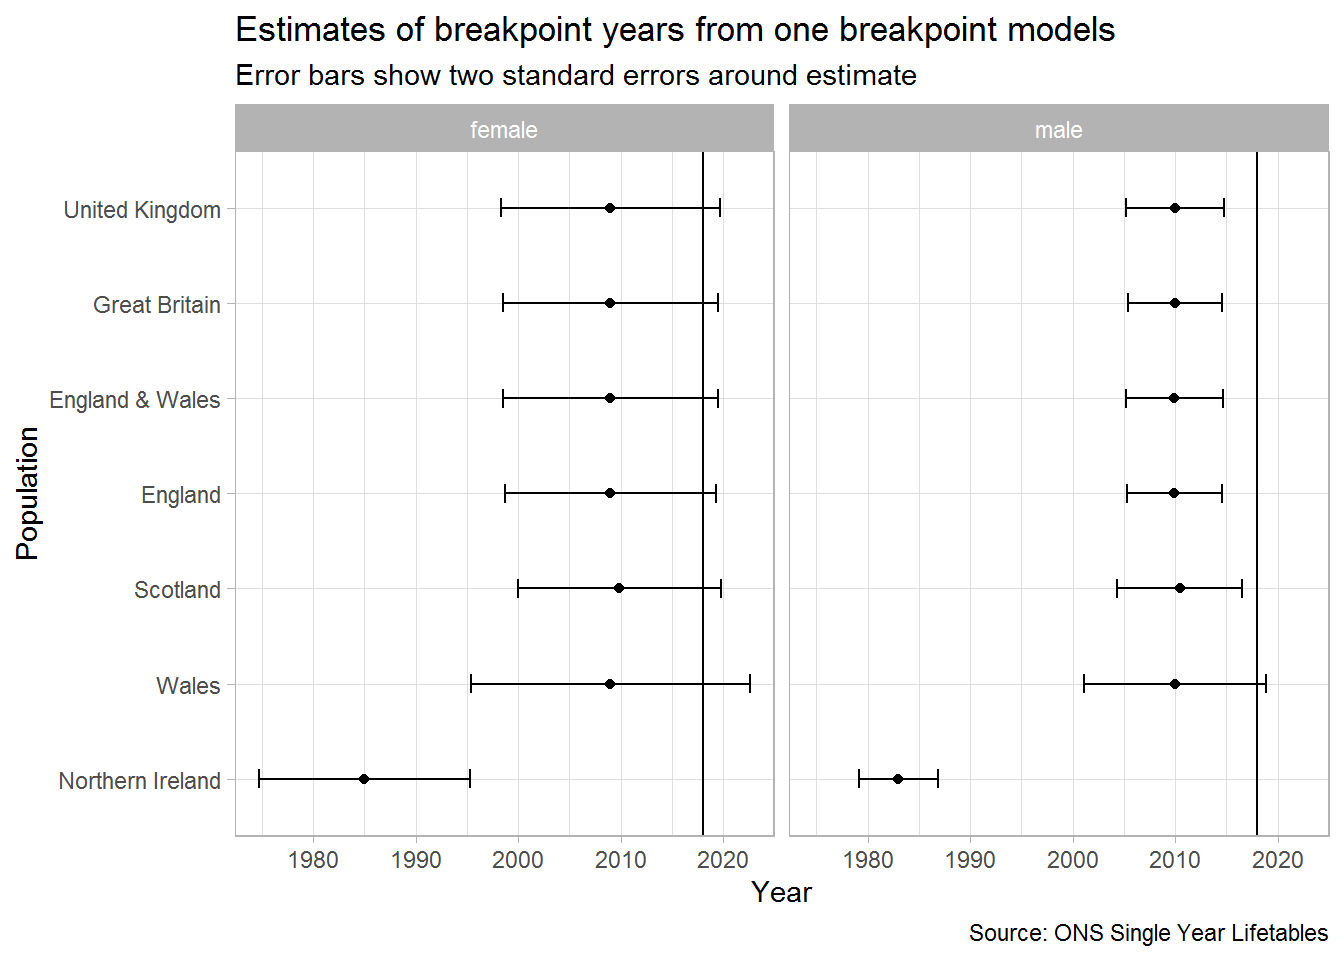 Estimates of breakpoint years from one breakpoint models
Error bars show two standard errors around estimate
female
male
Population
United Kingdom
Great Britain
England & Wales
England
Scotland
Wales
Northern Ireland
1980 1990 2000 2010 2020
1980 1990 2000 2010 2020
Year
Source: ONS Single Year Lifetables